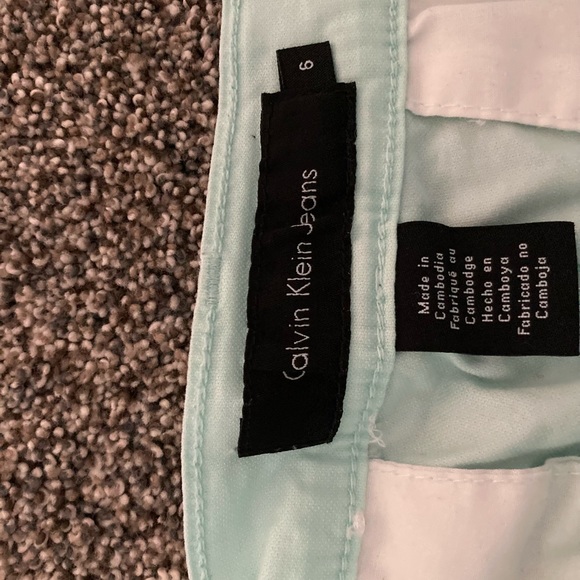 6
Calvin Klein Jeans
Made in
Cambodia
Fabriqué au
Cambodge
Hecho en
Camboya
Fabricado no
Camboja